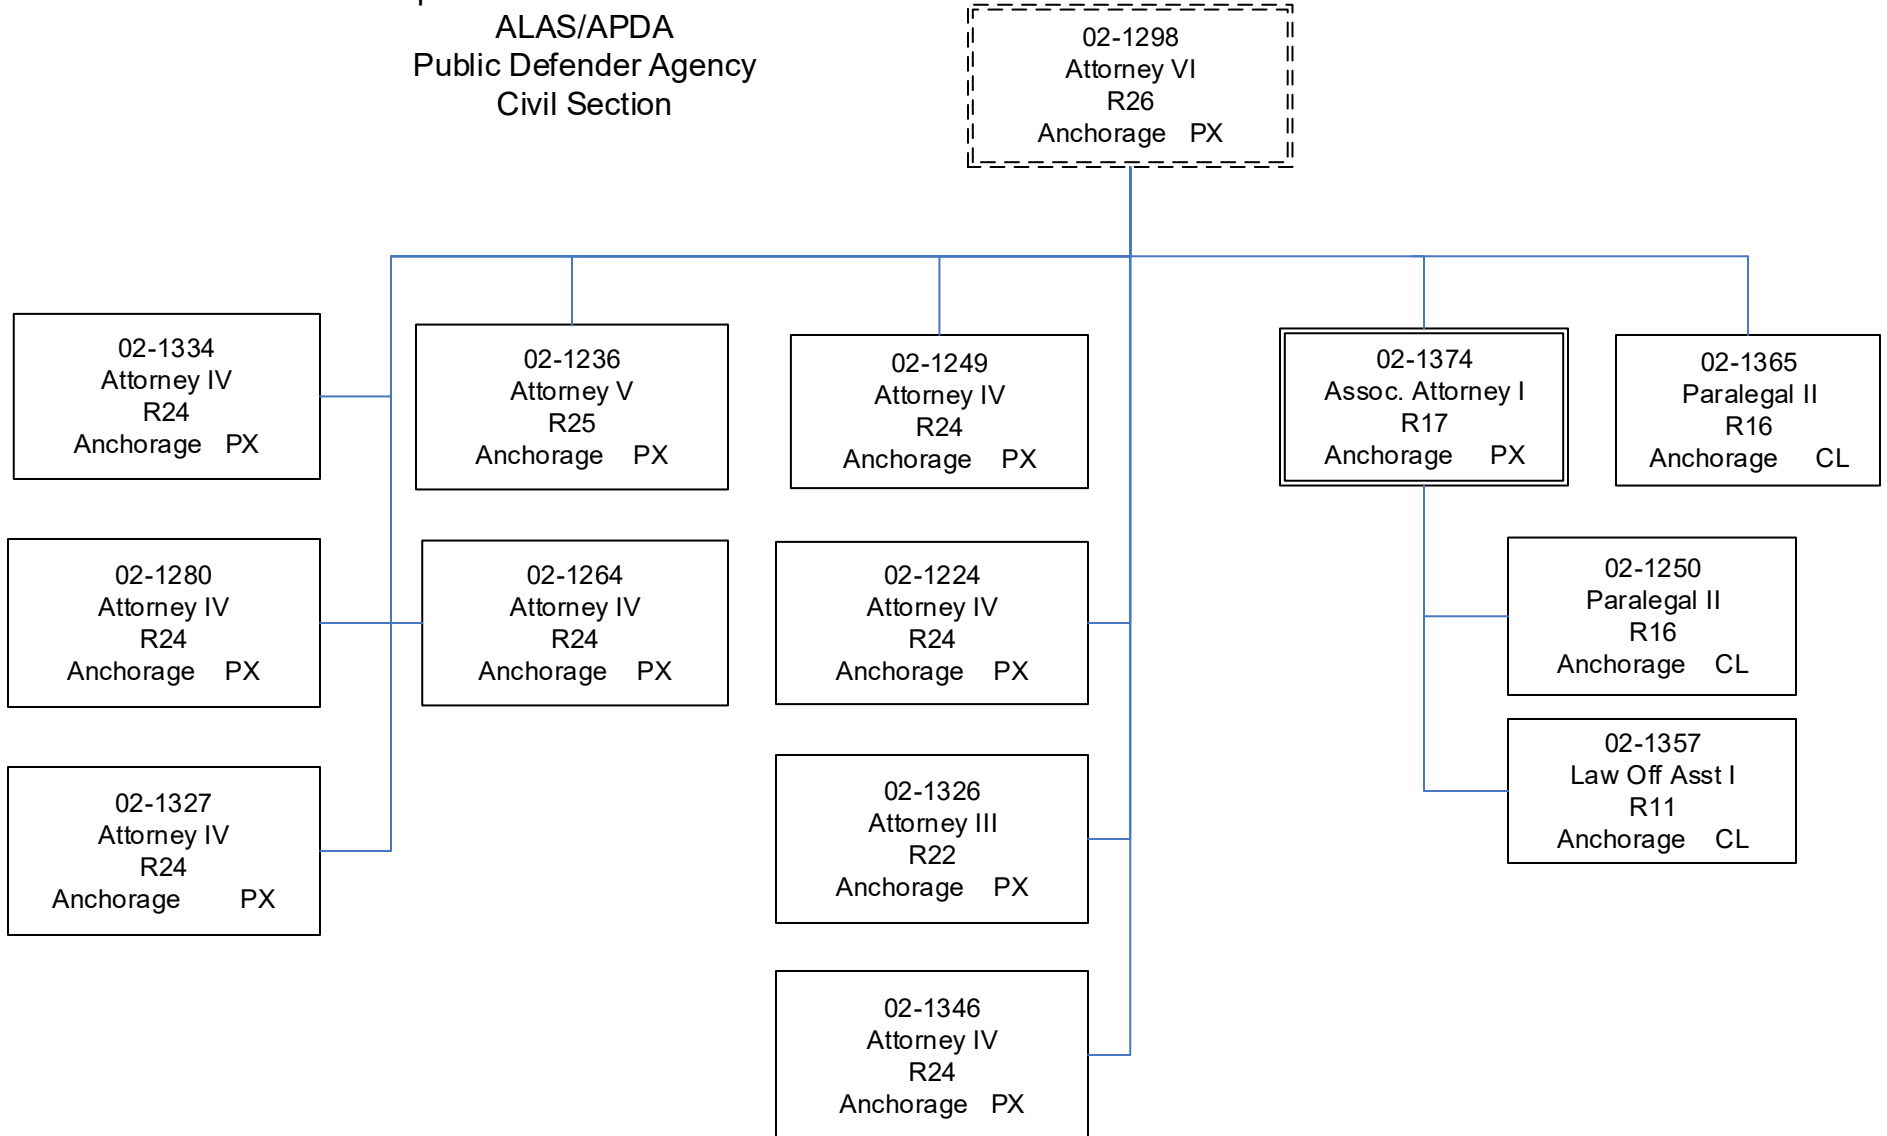 ALAS/APDA
Public Defender Agency
Civil Section
02-1298
Attorney VI
R26
Anchorage PX
02-1334
Attorney IV
R24
Anchorage PX
02-1236
Attorney V
R25
Anchorage PX
02-1249
Attorney IV
R24
Anchorage PX
02-1374
Assoc. Attorney I
R17
Anchorage PX
02-1365
Paralegal II
R16
Anchorage CL
02-1280
Attorney IV
R24
Anchorage PX
02-1264
Attorney IV
R24
Anchorage PX
02-1224
Attorney IV
R24
Anchorage PX
02-1250
Paralegal II
R16
Anchorage CL
02-1327
Attorney IV
R24
Anchorage PX
02-1326
Attorney III
R22
Anchorage PX
02-1357
Law Off Asst I
R11
Anchorage CL
02-1346
Attorney IV
R24
Anchorage PX